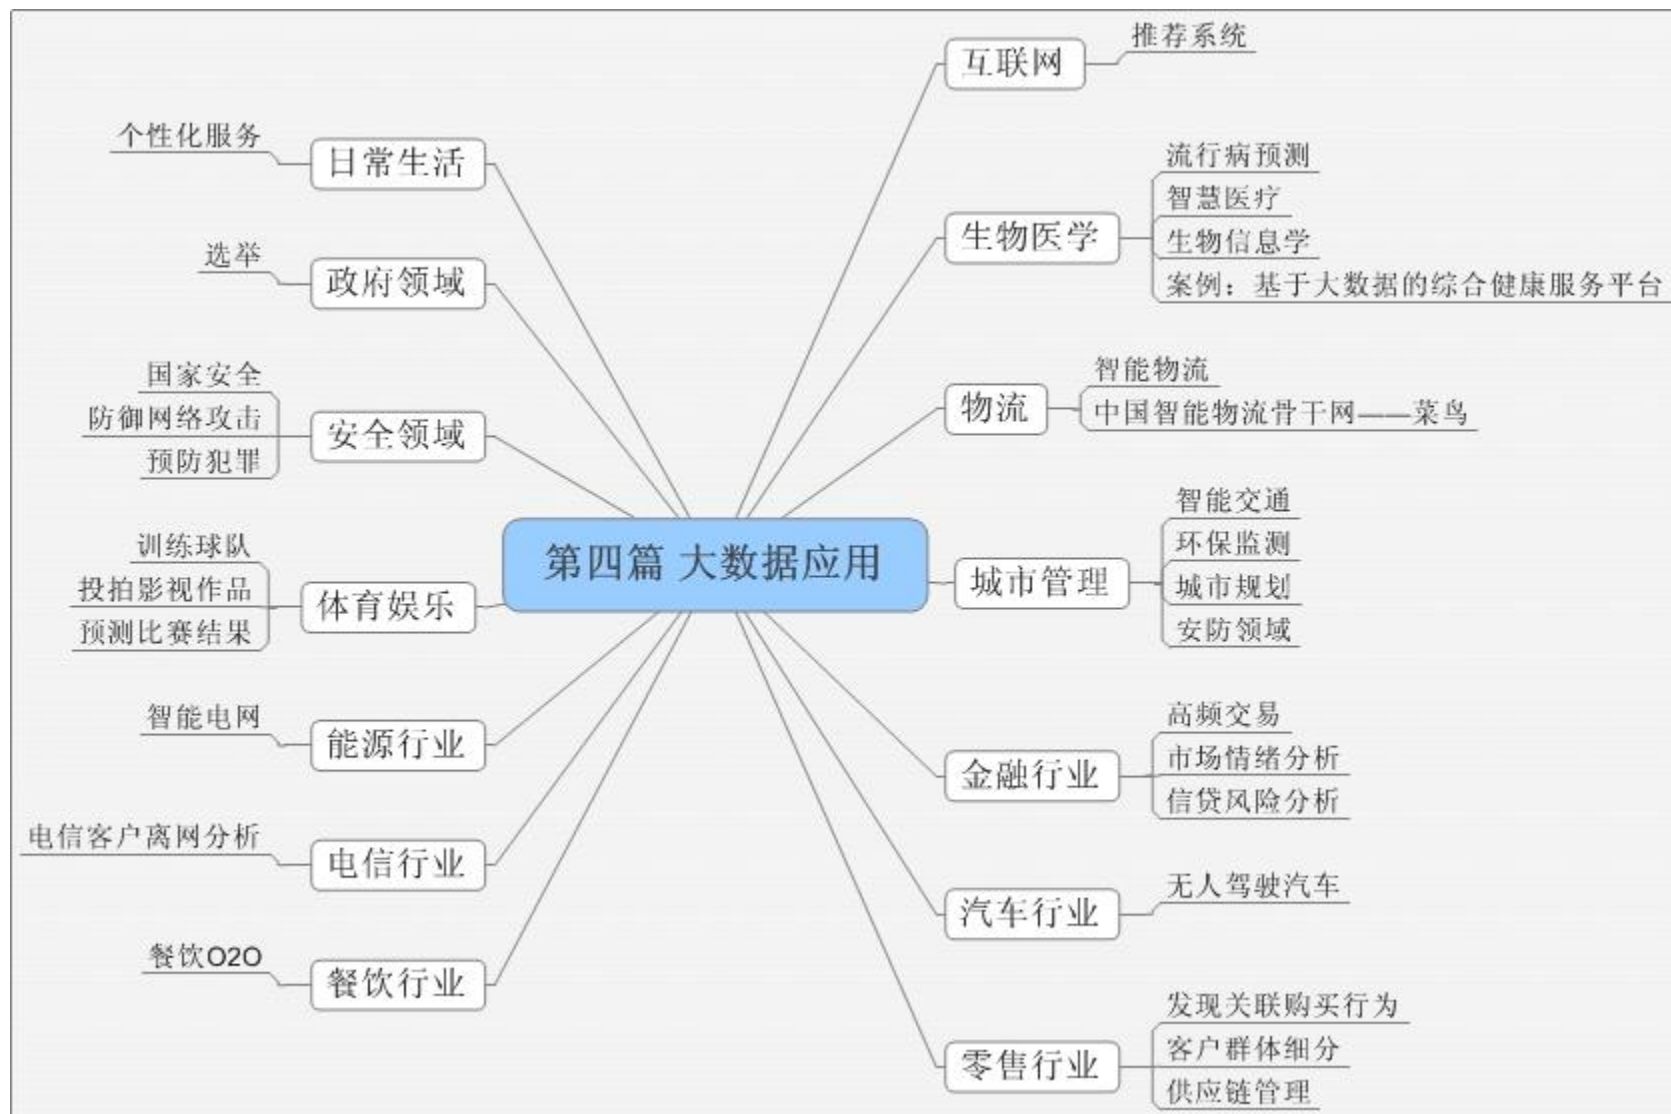 第四篇 大数据应用
互联网
推荐系统
生物医学
流行病预测
智慧医疗
生物信息学
案例：基于大数据的综合健康服务平台
物流
智能物流
中国智能物流骨干网——菜鸟
城市管理
智能交通
环保监测
城市规划
安防领域
金融行业
高频交易
市场情绪分析
信贷风险分析
汽车行业
无人驾驶汽车
零售行业
发现关联购买行为
客户群体细分
供应链管理
日常生活
个性化服务
政府领域
选举
安全领域
国家安全
防御网络攻击
预防犯罪
体育娱乐
训练球队
投拍影视作品
预测比赛结果
能源行业
智能电网
电信行业
电信客户离网分析
餐饮行业
餐饮O2O